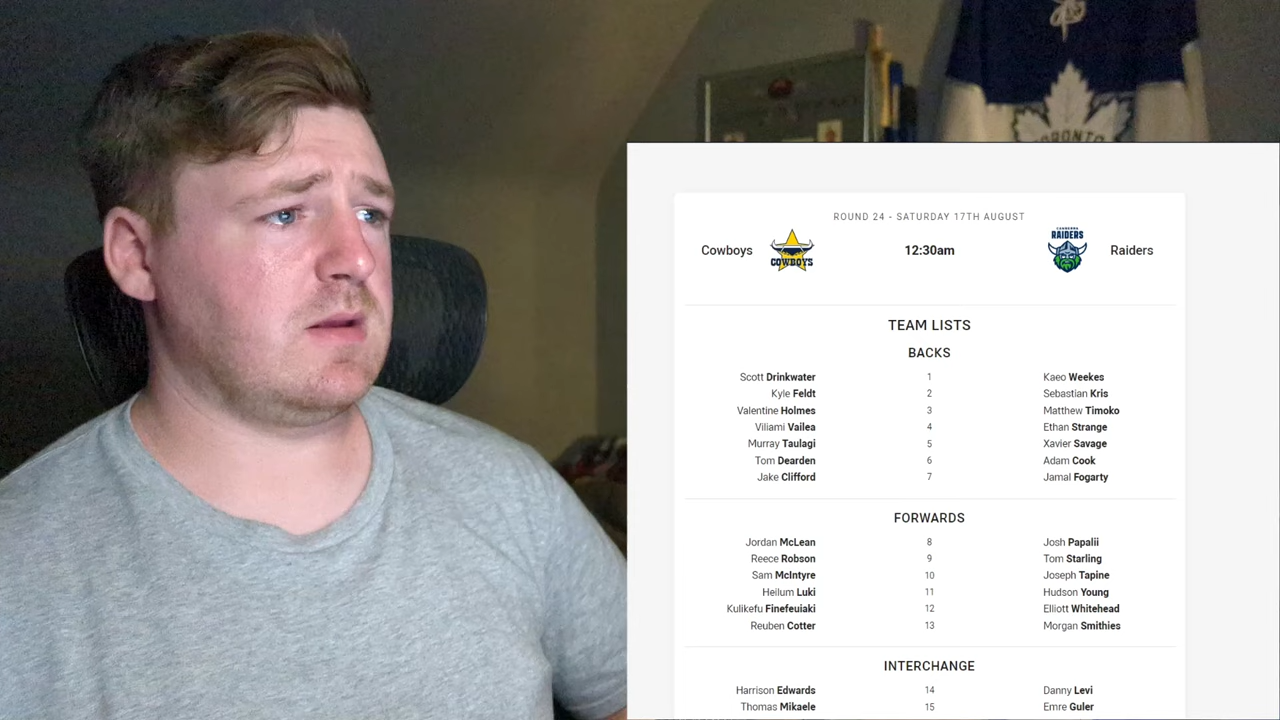 TORONTO
ROUND 24 - SATURDAY 17TH AUGUST
Cowboys COWBOYS 12:30am CANBERRA RAIDERS Raiders
TEAM LISTS
BACKS
Scott Drinkwater 1 Kaeo Weekes
Kyle Feldt 2 Sebastian Kris
Valentine Holmes 3 Matthew Timoko
Viliami Vailea 4 Ethan Strange
Murray Taulagi 5 Xavier Savage
Tom Dearden 6 Adam Cook
Jake Clifford 7 Jamal Fogarty
FORWARDS
Jordan McLean 8 Josh Papalii
Reece Robson 9 Tom Starling
Sam McIntyre 10 Joseph Tapine
Heilum Luki 11 Hudson Young
Kulikefu Finefeuiaki 12 Elliott Whitehead
Reuben Cotter 13 Morgan Smithies
INTERCHANGE
Harrison Edwards 14 Danny Levi
Thomas Mikaele 15 Emre Guler